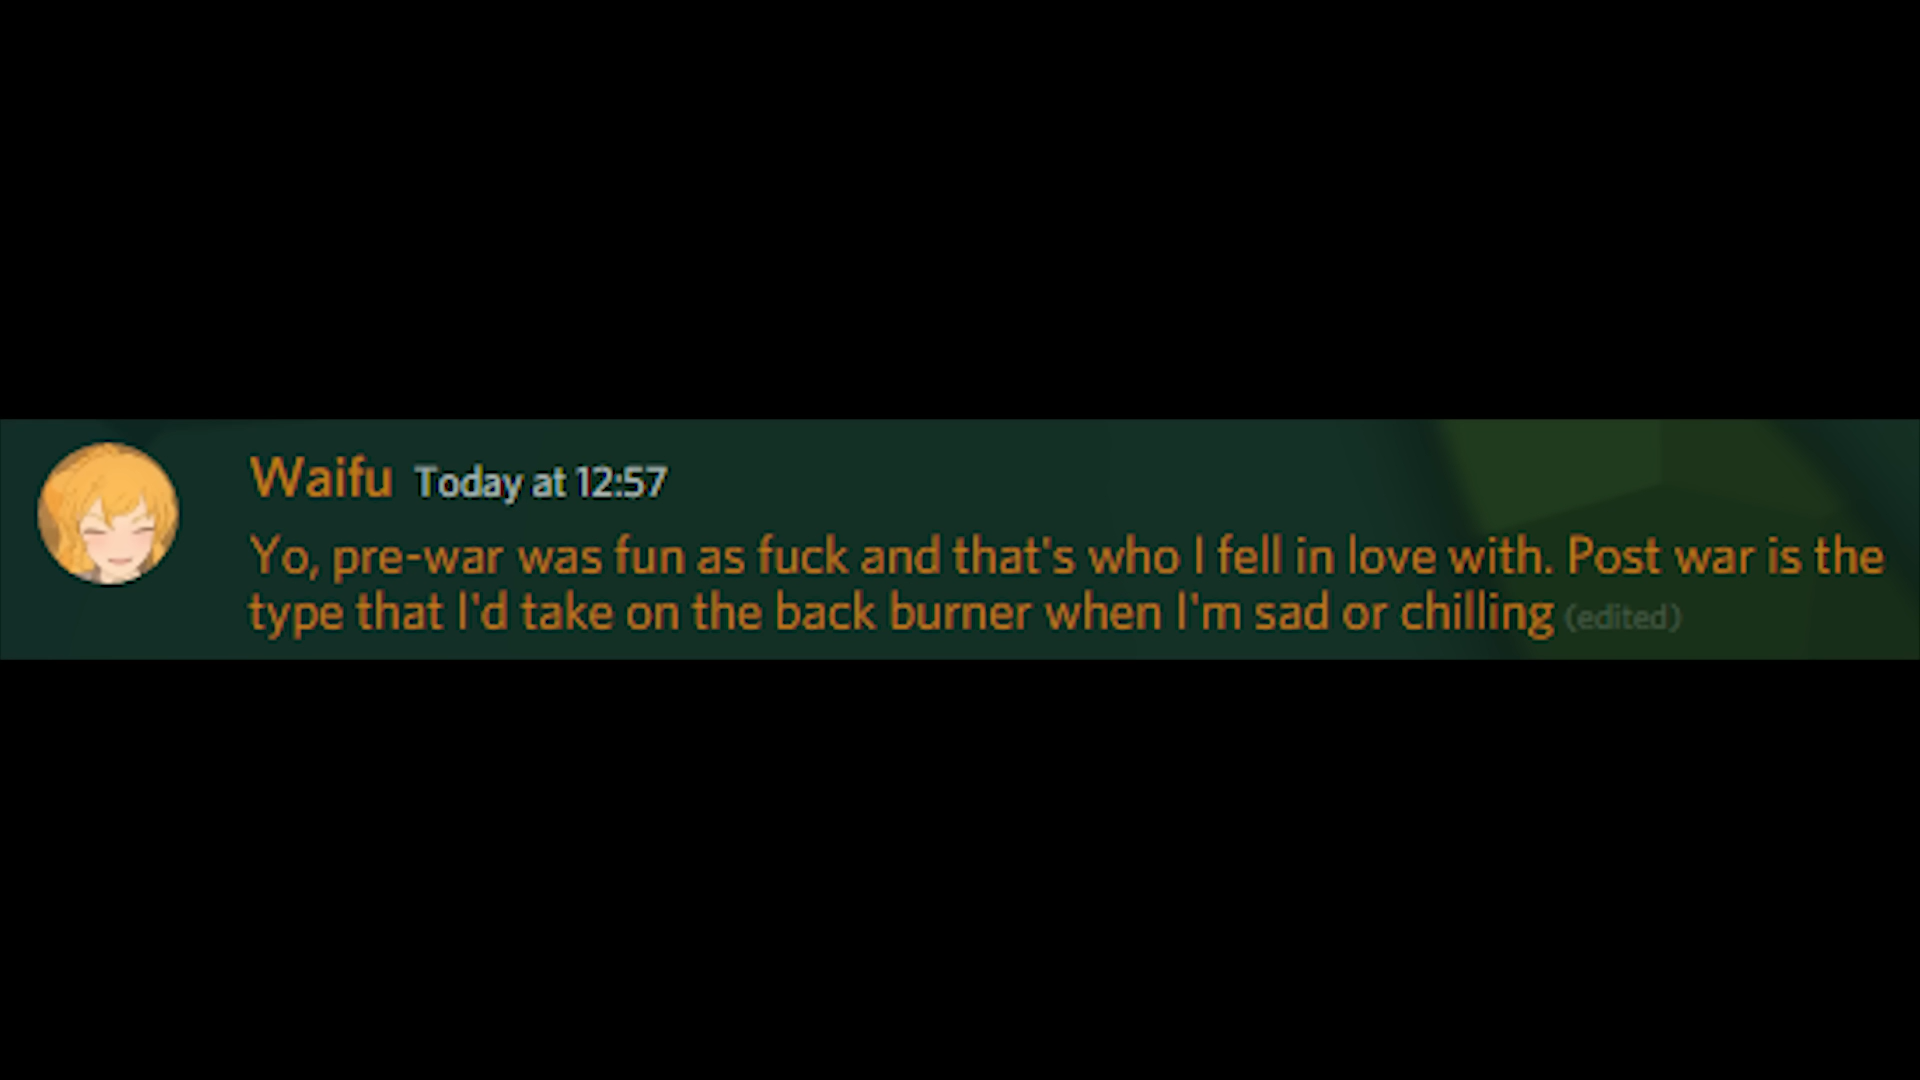 Waifu Today at 12:57
Yo, pre-war was fun as fuck and that's who I fell in love with. Post war is the
type that I'd take on the back burner when I'm sad or chilling (edited)